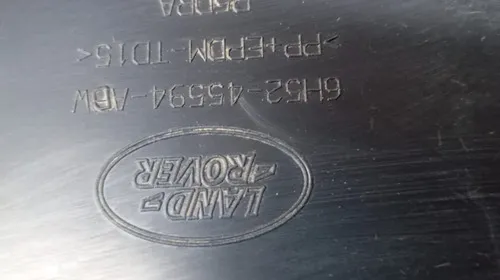 LAND-
-ROVER
6H52-45594-ABW
>PP+EPDM-TD15<